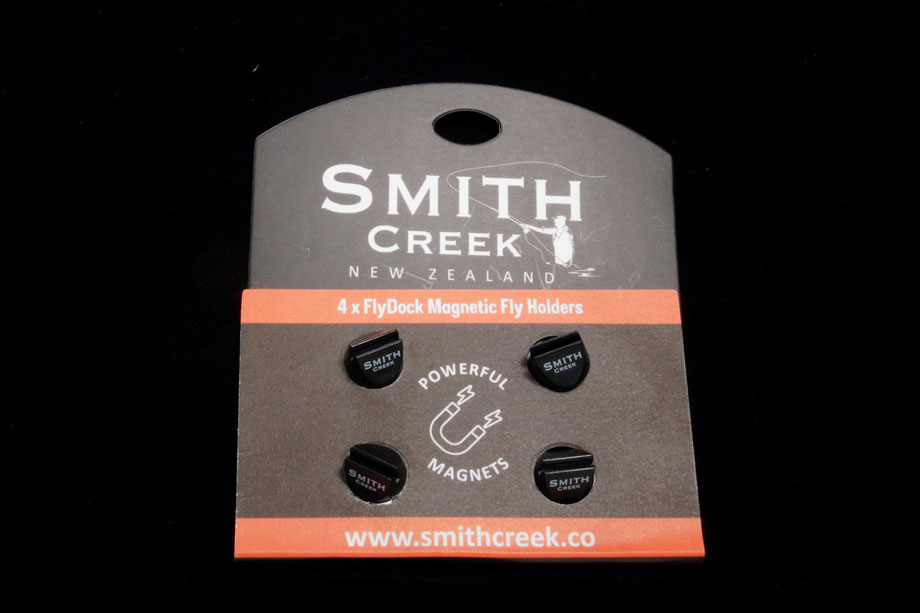 SMITH
CREEK
NEW ZEALAND
4 x FlyDock Magnetic Fly Holders
SMITH
CREEK
SMITH
CREEK
POWERFUL
MAGNETS
SMITH
CREEK
SMITH
CREEK
www.smithcreek.co